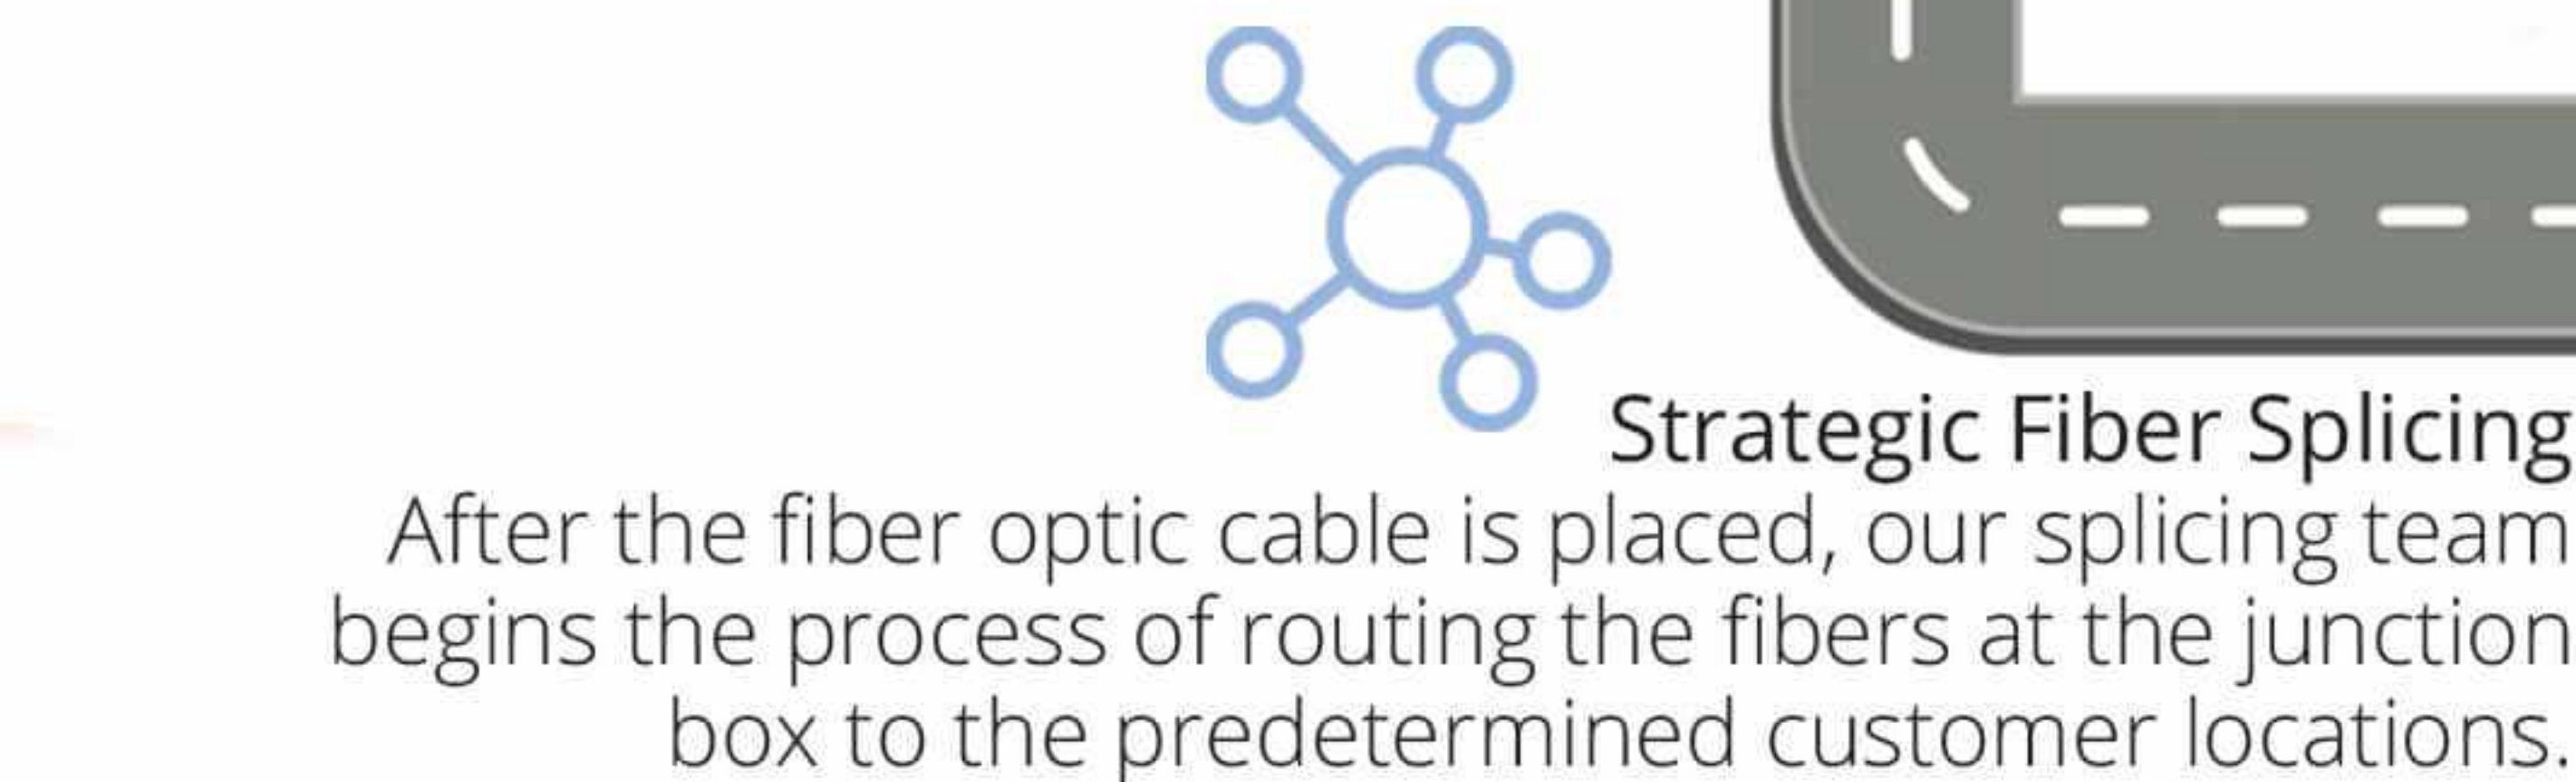 Strategic Fiber Splicing
After the fiber optic cable is placed, our splicing team
begins the process of routing the fibers at the junction
box to the predetermined customer locations.